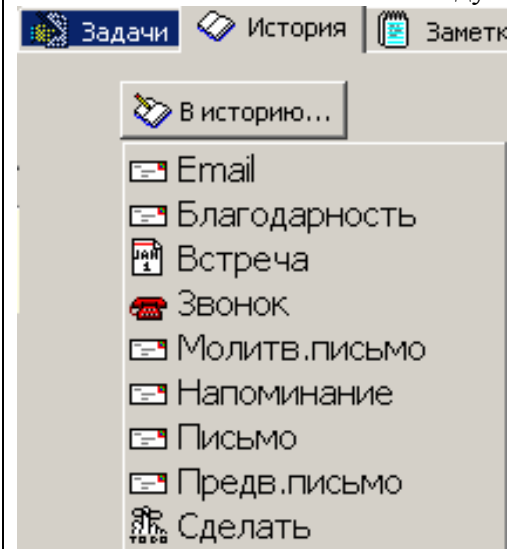 Задачи История Заметк
В историю...
Email
Благодарность
Встреча
Звонок
Молитв.письмо
Напоминание
Письмо
Предв.письмо
Сделать